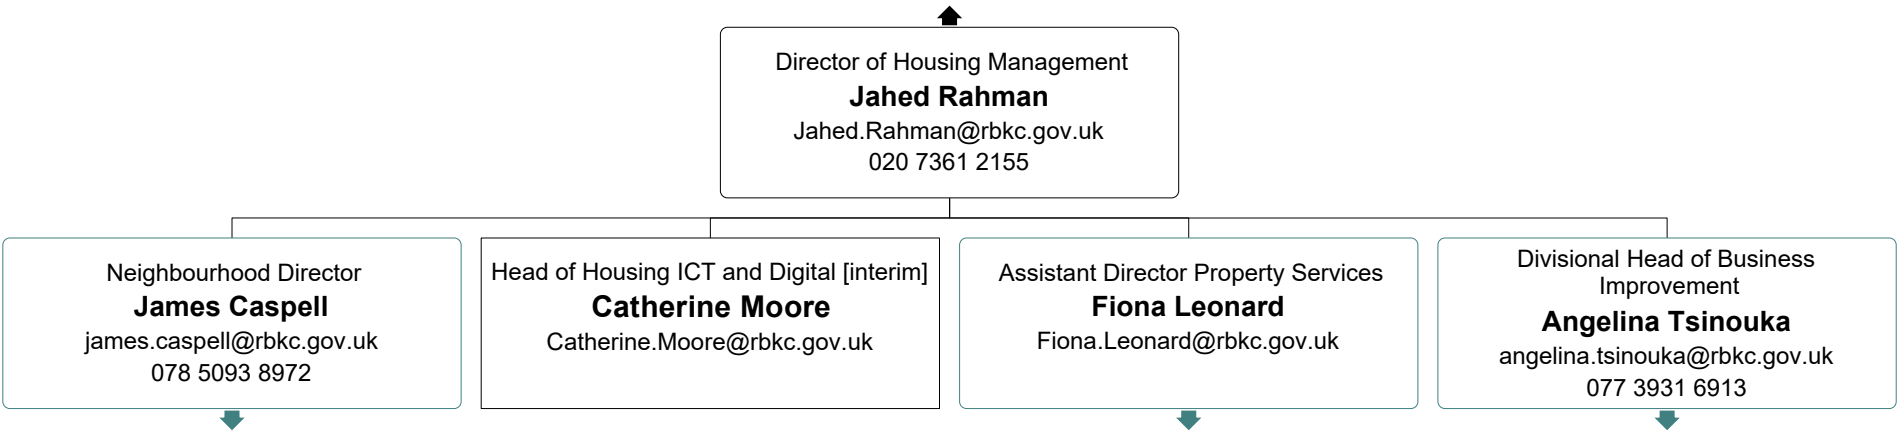 Director of Housing Management
Jahed Rahman
Jahed.Rahman@rbkc.gov.uk
020 7361 2155
Neighbourhood Director
James Caspell
james.caspell@rbkc.gov.uk
078 5093 8972
Head of Housing ICT and Digital [interim]
Catherine Moore
Catherine.Moore@rbkc.gov.uk
Assistant Director Property Services
Fiona Leonard
Fiona.Leonard@rbkc.gov.uk
Divisional Head of Business
Improvement
Angelina Tsinouka
angelina.tsinouka@rbkc.gov.uk
077 3931 6913